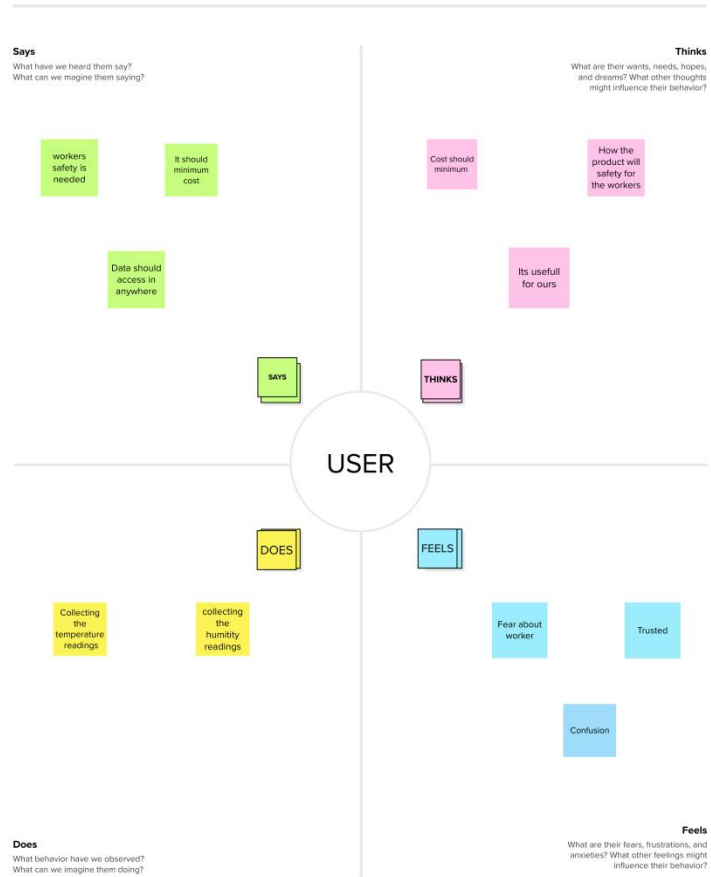 Says
What have we heard them say?
What can we magine them saying?
Thinks
What are their wants, needs, hopes,
and dreams? What other thoughts
might influence their behavior?
workers
safety is
needed
It should
minimum
cost
Data should
access in
anywhere
SAYS
Cost should
minimum
How the
product will
safety for
the workers
Its usefull
for ours
THINKS
USER
DOES
Collecting
the
temperature
readings
collecting
the
humitity
readings
FEELS
Fear about
worker
Trusted
Confusion
Does
What behavior have we observed?
What can we imagine them doing?
Feels
What are their fears, frustrations, and
anxieties? What other feelings might
influence their behavior?